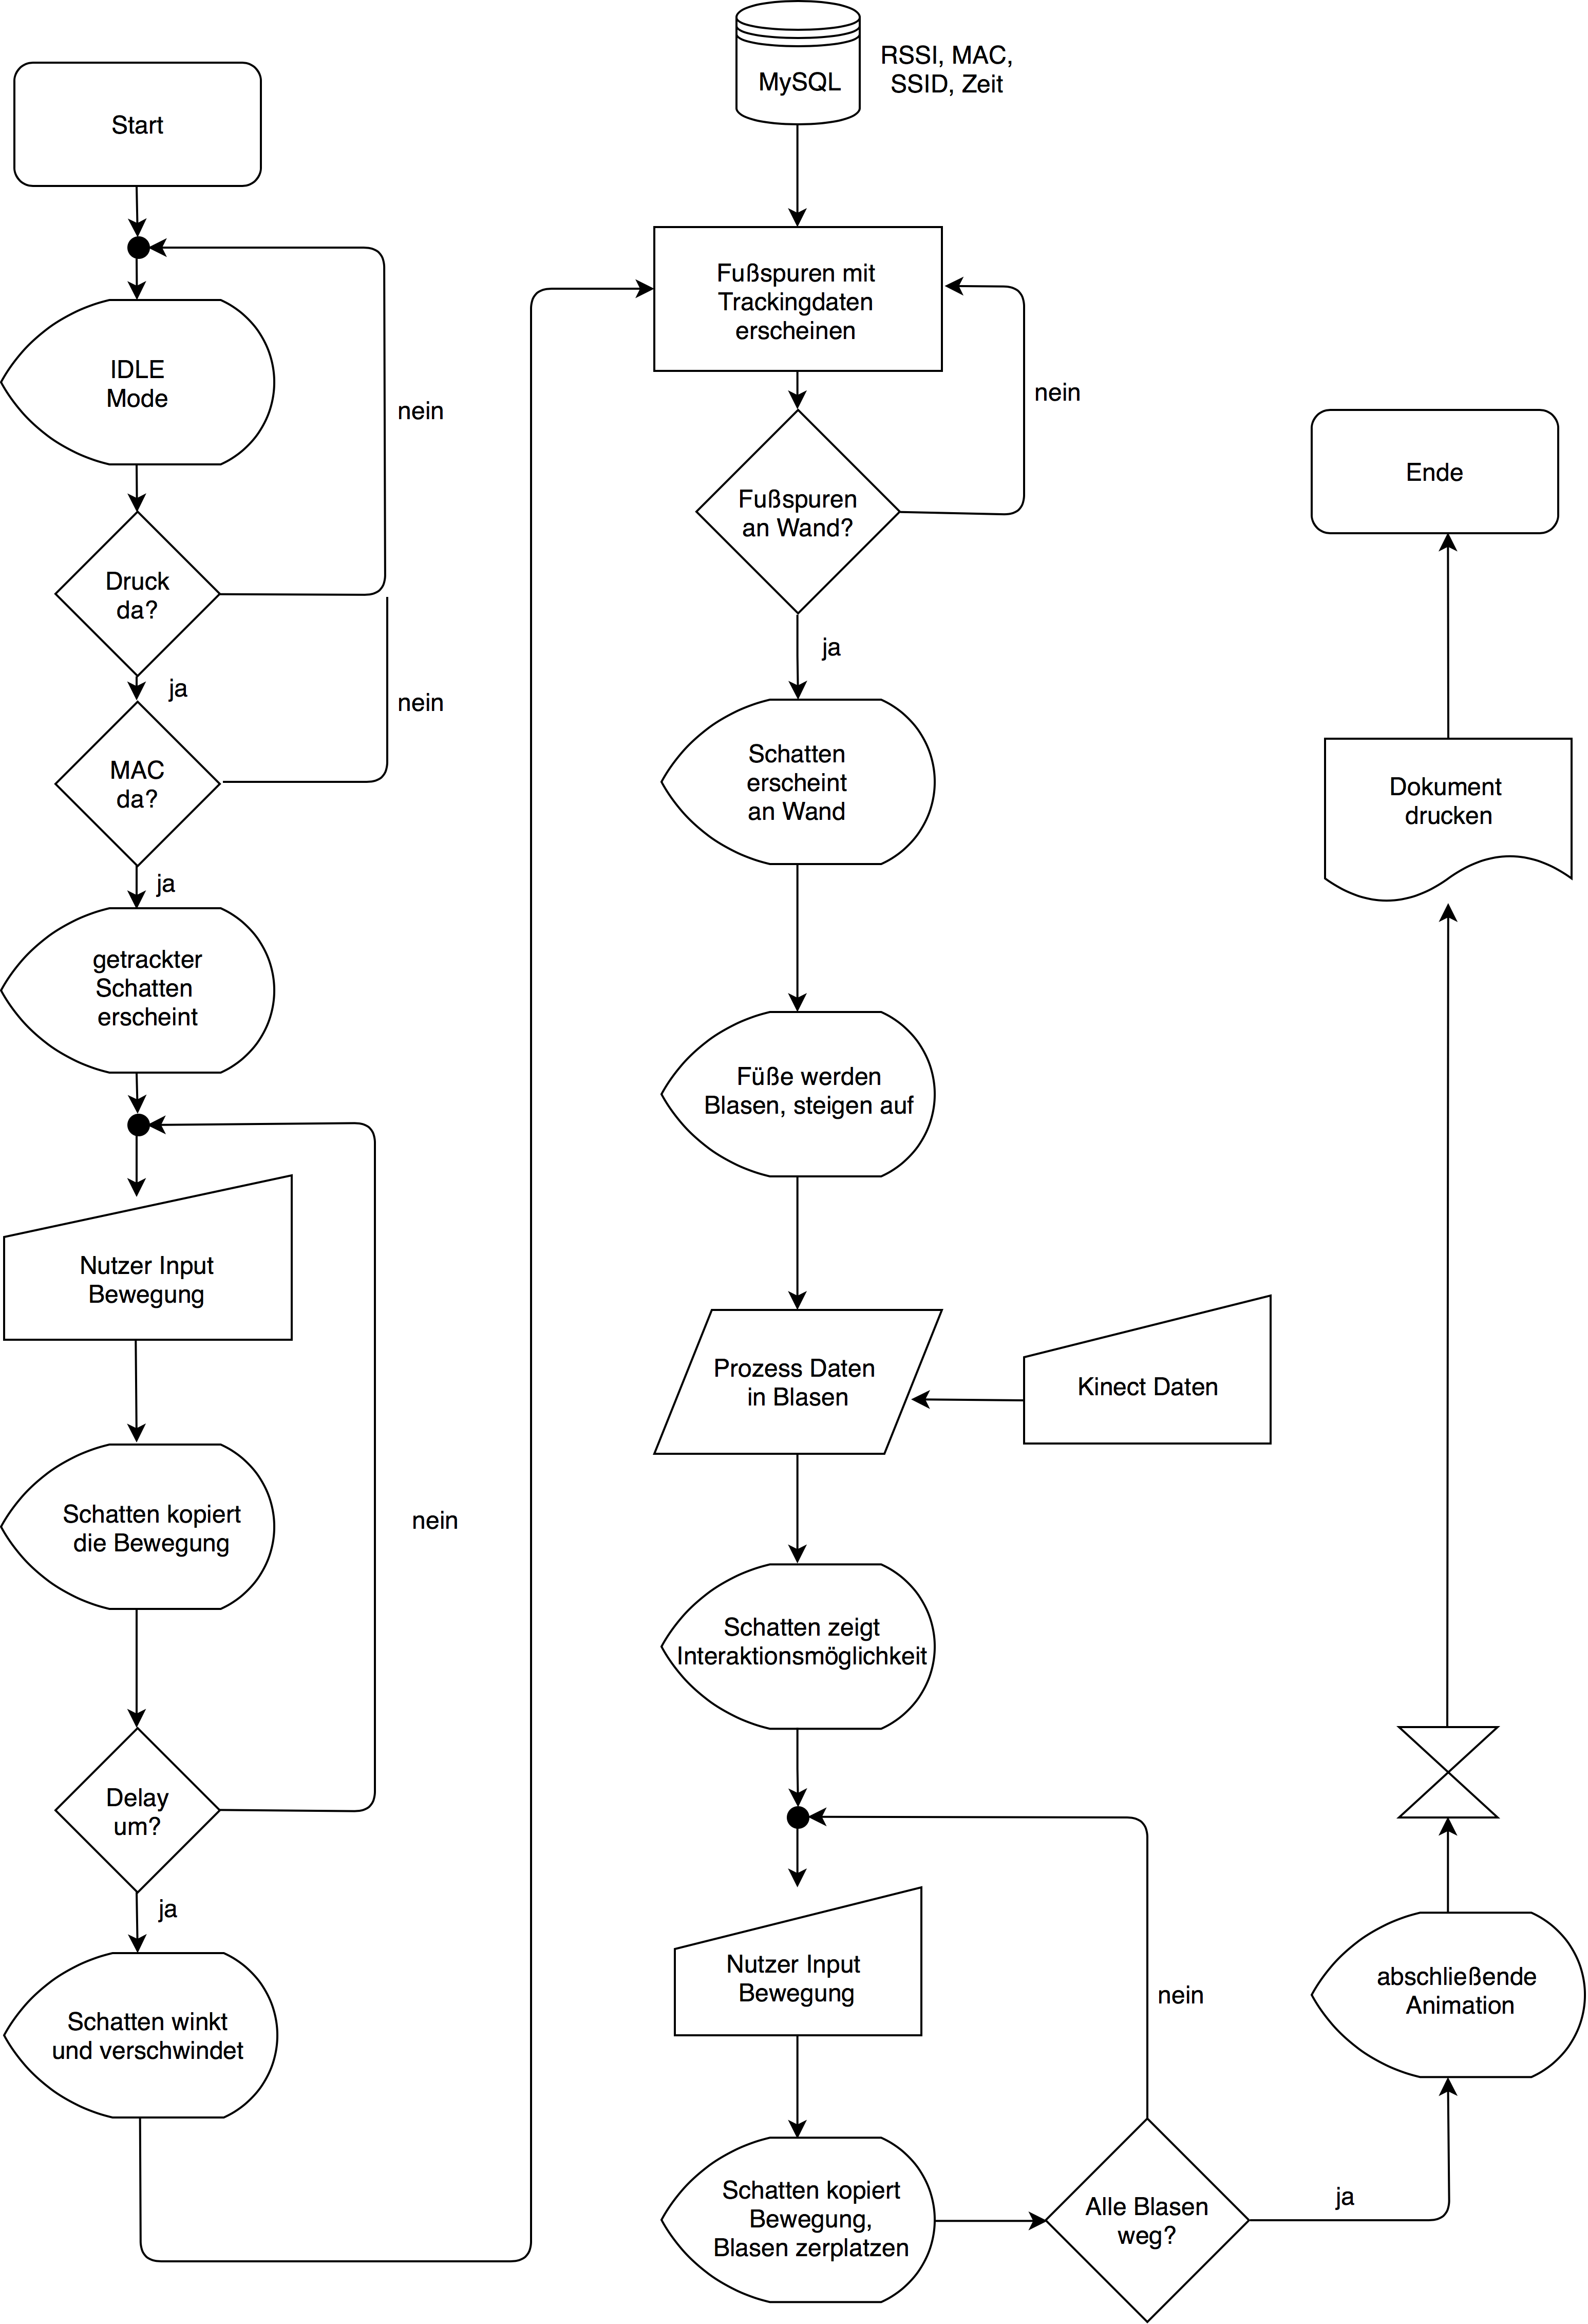 Start
IDLE
Mode
nein
Druck
da?
ja
nein
MAC
da?
ja
getrackter
Schatten
erscheint
Nutzer Input
Bewegung
Schatten kopiert
die Bewegung
nein
Delay
um?
ja
Schatten winkt
und verschwindet
MySQL
RSSI, MAC,
SSID, Zeit
Fußspuren mit
Trackingdaten
erscheinen
nein
Fußspuren
an Wand?
ja
Schatten
erscheint
an Wand
Füße werden
Blasen, steigen auf
Prozess Daten
in Blasen
Kinect Daten
Schatten zeigt
Interaktionsmöglichkeit
Nutzer Input
Bewegung
nein
Schatten kopiert
Bewegung,
Blasen zerplatzen
Alle Blasen
weg?
ja
abschließende
Animation
Dokument
drucken
Ende